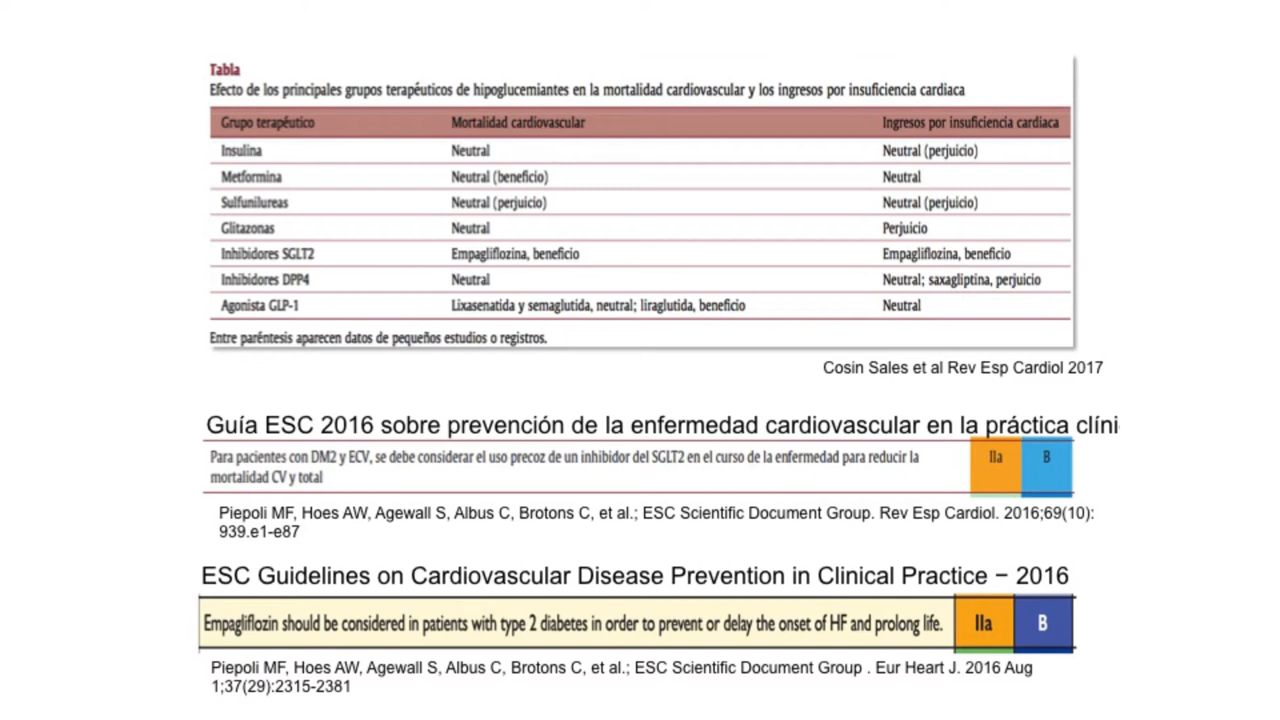 Tabla
Efecto de los principales grupos terapéuticos de hipoglucemiantes en la mortalidad cardiovascular y los ingresos por insuficiencia cardiaca
Grupo terapéutico Mortalidad cardiovascular Ingresos por insuficiencia cardiaca
Insulina Neutral Neutral (perjuicio)
Metformina Neutral (beneficio) Neutral
Sulfunilureas Neutral (perjuicio) Neutral (perjuicio)
Glitazonas Neutral Perjuicio
Inhibidores SGLT2 Empagliflozina, beneficio Empagliflozina, beneficio
Inhibidores DPP4 Neutral Neutral; saxagliptina, perjuicio
Agonista GLP-1 Lixasenatida y semaglutida, neutral; liraglutida, beneficio Neutral
Entre paréntesis aparecen datos de pequeños estudios o registros.
Cosin Sales et al Rev Esp Cardiol 2017
Guía ESC 2016 sobre prevención de la enfermedad cardiovascular en la práctica clíni
Para pacientes con DM2 y ECV, se debe considerar el uso precoz de un inhibidor del SGLT2 en el curso de la enfermedad para reducir la IIa B
mortalidad CV y total
Piepoli MF, Hoes AW, Agewall S, Albus C, Brotons C, et al.; ESC Scientific Document Group. Rev Esp Cardiol. 2016;69(10):
939.e1-e87
ESC Guidelines on Cardiovascular Disease Prevention in Clinical Practice − 2016
Empagliflozin should be considered in patients with type 2 diabetes in order to prevent or delay the onset of HF and prolong life. IIa B
Piepoli MF, Hoes AW, Agewall S, Albus C, Brotons C, et al.; ESC Scientific Document Group . Eur Heart J. 2016 Aug
1;37(29):2315-2381